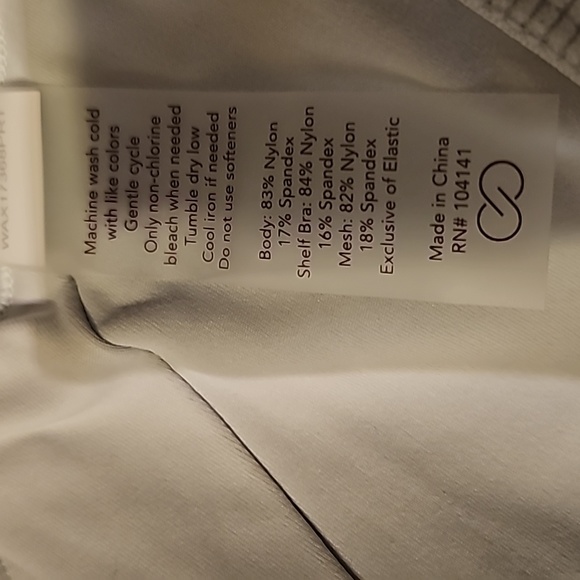 Machine wash cold
with like colors
Gentle cycle
Only non-chlorine
bleach when needed
Tumble dry low
Cool iron if needed
Do not use softeners
Body: 83% Nylon
17% Spandex
Shelf Bra: 84% Nylon
16% Spandex
Mesh: 82% Nylon
18% Spandex
Exclusive of Elastic
Made in China
RN# 104141